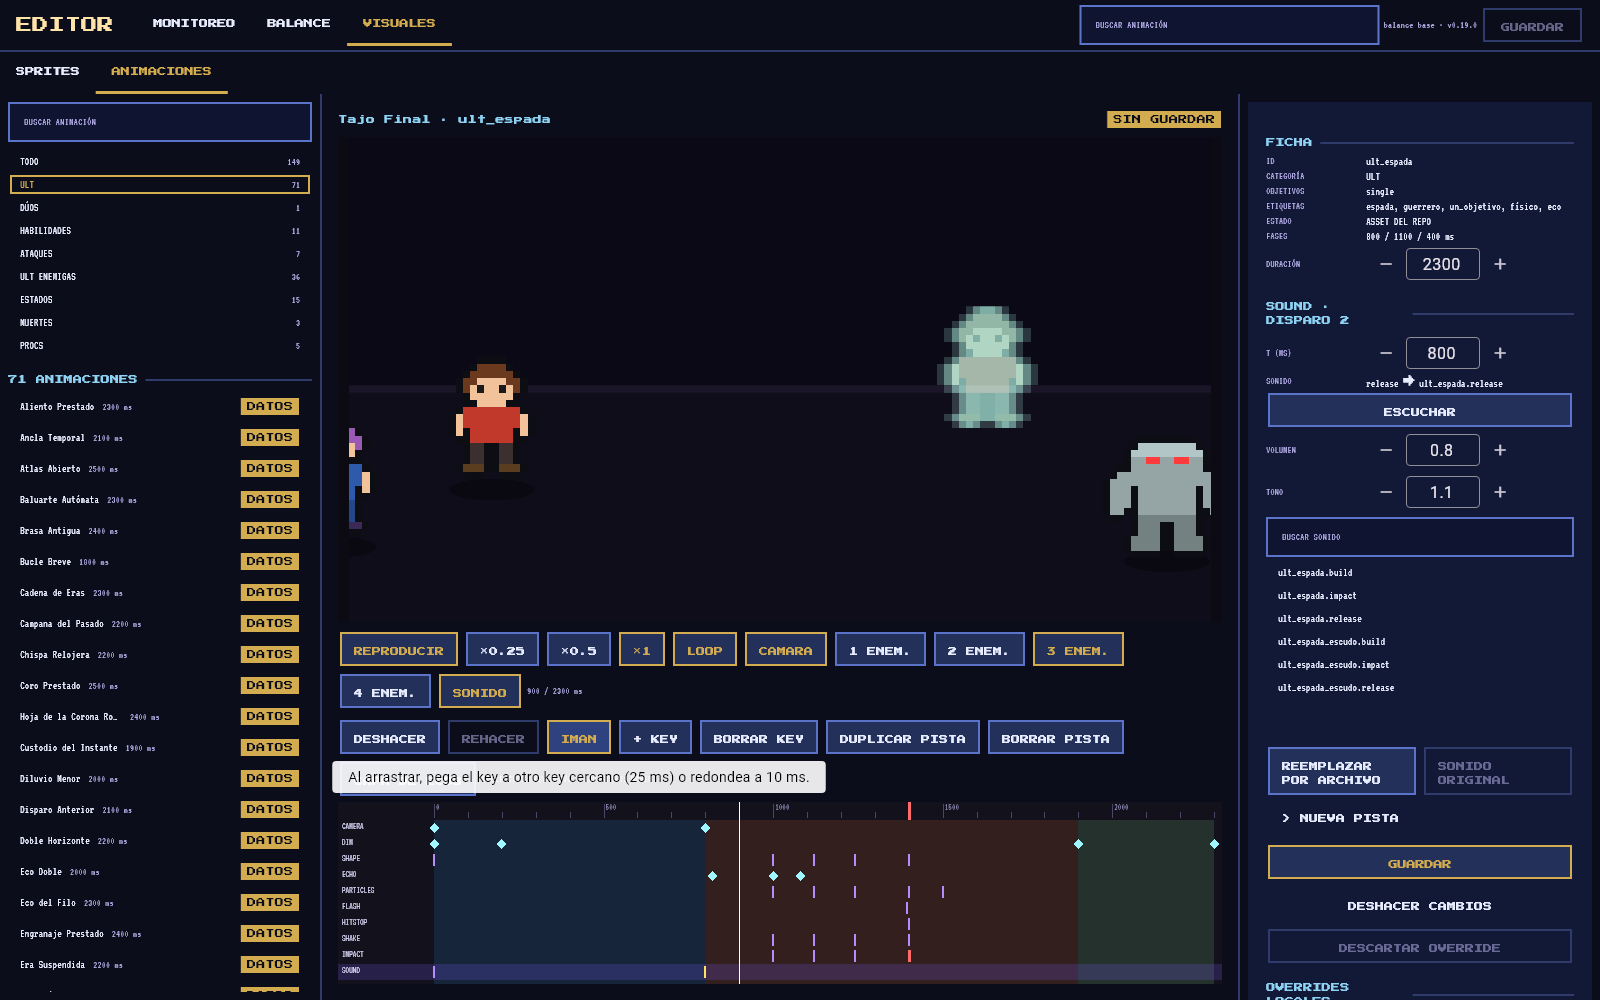 EDITOR MONITOREO BALANCE VISUALES BUSCAR ANIMACIÓN balance base · v0.19.0 GUARDAR
SPRITES ANIMACIONES
BUSCAR ANIMACIÓN
TODO 149
ULT 71
DÚOS 1
HABILIDADES 11
ATAQUES 7
ULT ENEMIGAS 36
ESTADOS 15
MUERTES 3
PROCS 5
71 ANIMACIONES
Aliento Prestado 2300 ms DATOS
Ancla Temporal 2100 ms DATOS
Atlas Abierto 2500 ms DATOS
Baluarte Autónata 2300 ms DATOS
Brasa Antigua 2400 ms DATOS
Bucle Breve 1800 ms DATOS
Cadena de Eras 2300 ms DATOS
Campana del Pasado 2200 ms DATOS
Chispa Relojera 2200 ms DATOS
Coro Prestado 2500 ms DATOS
Hoja de la Corona Ro… 2400 ms DATOS
Custodio del Instante 1900 ms DATOS
Diluvio Menor 2000 ms DATOS
Disparo Anterior 2100 ms DATOS
Doble Horizonte 2200 ms DATOS
Eco Doble 2000 ms DATOS
Eco del Filo 2300 ms DATOS
Engranaje Prestado 2400 ms DATOS
Era Suspendida 2200 ms DATOS
Tajo Final · ult_espada SIN GUARDAR
REPRODUCIR ×0.25 ×0.5 ×1 LOOP CAMARA 1 ENEM. 2 ENEM. 3 ENEM.
4 ENEM. SONIDO 900 / 2300 ms
DESHACER REHACER IMAN + KEY BORRAR KEY DUPLICAR PISTA BORRAR PISTA
Al arrastrar, pega el key a otro key cercano (25 ms) o redondea a 10 ms.
0 500 1000 1500 2000
CAMERA
DIM
SHAPE
ECHO
PARTICLES
FLASH
HITSTOP
SHAKE
IMPACT
SOUND
FICHA
ID ult_espada
CATEGORÍA ULT
OBJETIVOS single
ETIQUETAS espada, guerrero, un_objetivo, físico, eco
ESTADO ASSET DEL REPO
FASES 800 / 1100 / 400 ms
DURACIÓN − 2300 +
SOUND ·
DISPARO 2
T (MS) − 800 +
SONIDO release ➡ ult_espada.release
ESCUCHAR
VOLUMEN − 0.8 +
TONO − 1.1 +
BUSCAR SONIDO
ult_espada.build
ult_espada.impact
ult_espada.release
ult_espada_escudo.build
ult_espada_escudo.impact
ult_espada_escudo.release
REEMPLAZAR
POR ARCHIVO
SONIDO
ORIGINAL
> NUEVA PISTA
GUARDAR
DESHACER CAMBIOS
DESCARTAR OVERRIDE
OVERRIDES
LOCALES